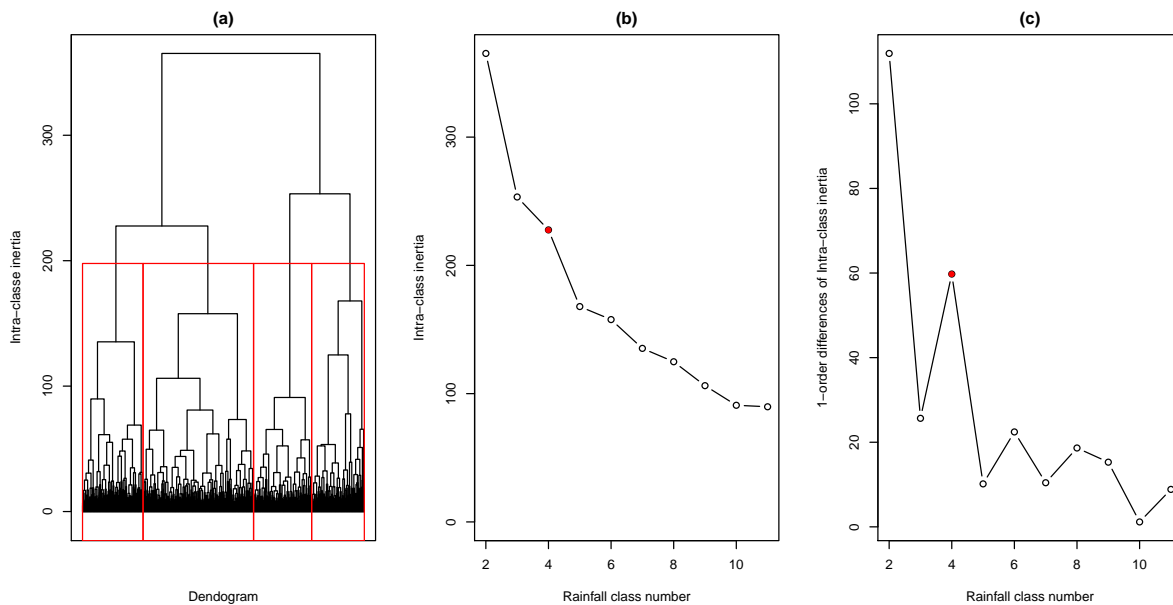 (a)
Intra−classe inertia
0
100
200
300
Dendogram
(b)
Intra−class inertia
0
100
200
300
2 4 6 8 10
Rainfall class number
(c)
1−order differences of Intra−class inertia
0
20
40
60
80
100
2 4 6 8 10
Rainfall class number